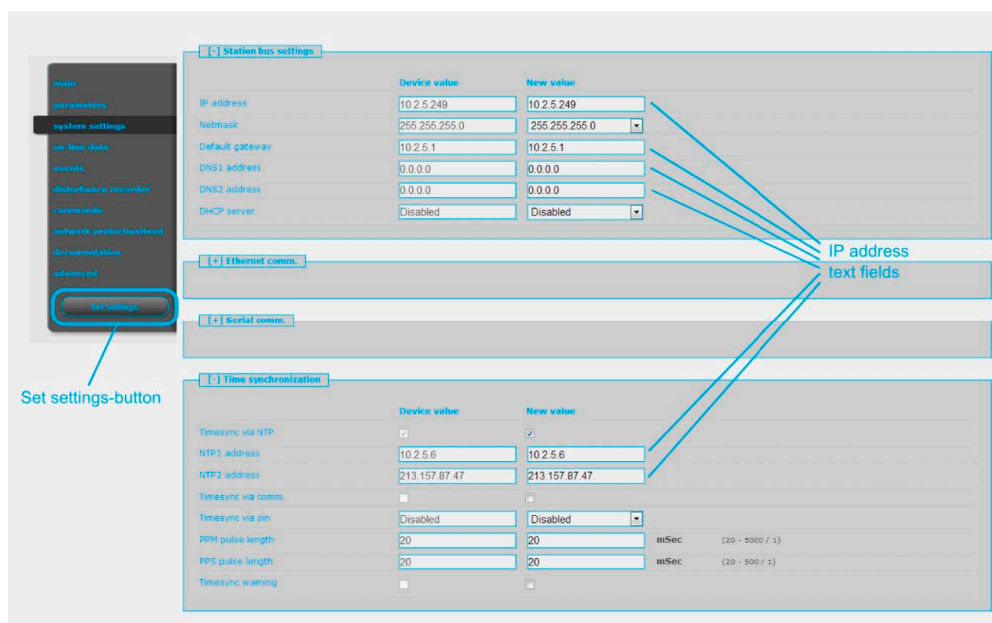 main
parameters
system settings
on-line data
events
disturbance recorder
commands
network protectionHood
documentation
advanced
Set settings
Set settings-button
[-] Station bus settings
Device value New value
IP address 10.2.5.249 10.2.5.249
Netmask 255.255.255.0 255.255.255.0
Default gateway 10.2.5.1 10.2.5.1
DNS1 address 0.0.0.0 0.0.0.0
DNS2 address 0.0.0.0 0.0.0.0
DHCP server Disabled Disabled
IP address
text fields
[+] Ethernet comm.
[+] Serial comm.
[-] Time synchronization
Device value New value
Timesync via NTP
NTP1 address 10.2.5.6 10.2.5.6
NTP2 address 213.157.87.47 213.157.87.47
Timesync via comm.
Timesync via pin Disabled Disabled
PPM pulse length 20 20 mSec (20 - 5000 / 1)
PPS pulse length 20 20 mSec (20 - 500 / 1)
Timesync warning